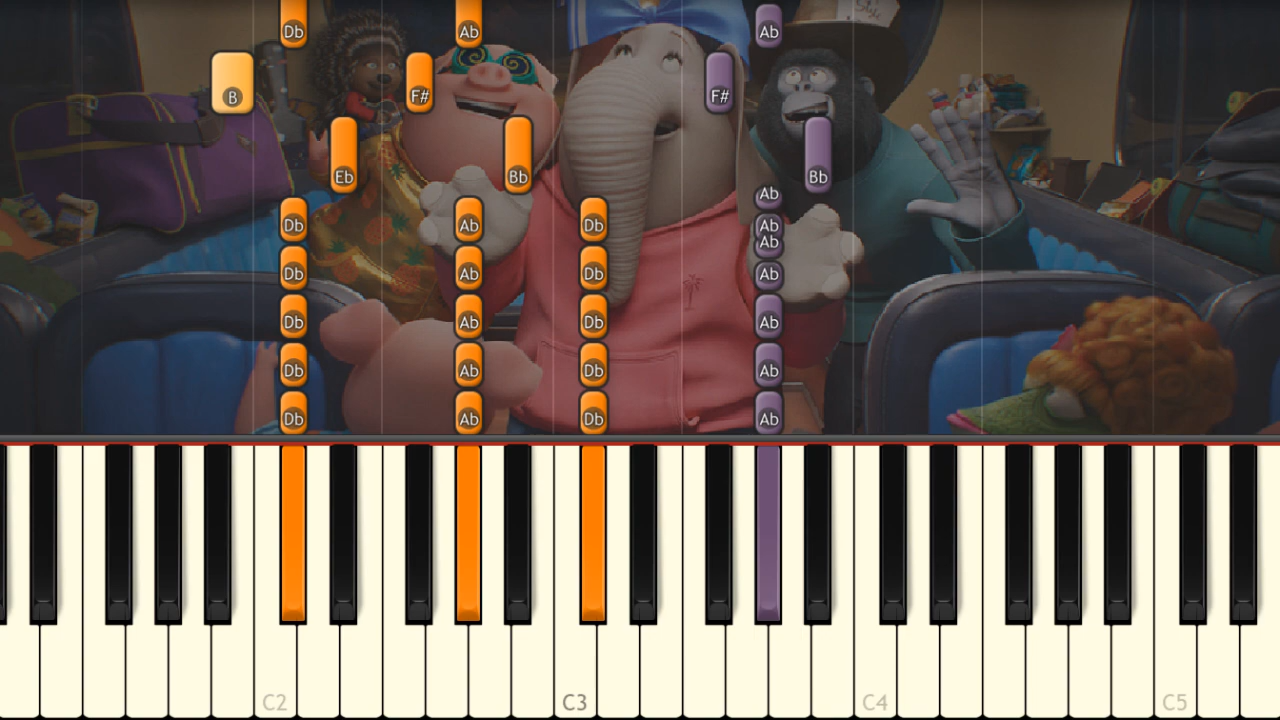 Style
Db Ab Ab
B F# F#
Eb Bb Bb
Ab
Db Ab Db Ab
Ab
Db Ab Db Ab
Db Ab Db Ab
Db Ab Db Ab
Db Ab Db Ab
C2 C3 C4 C5